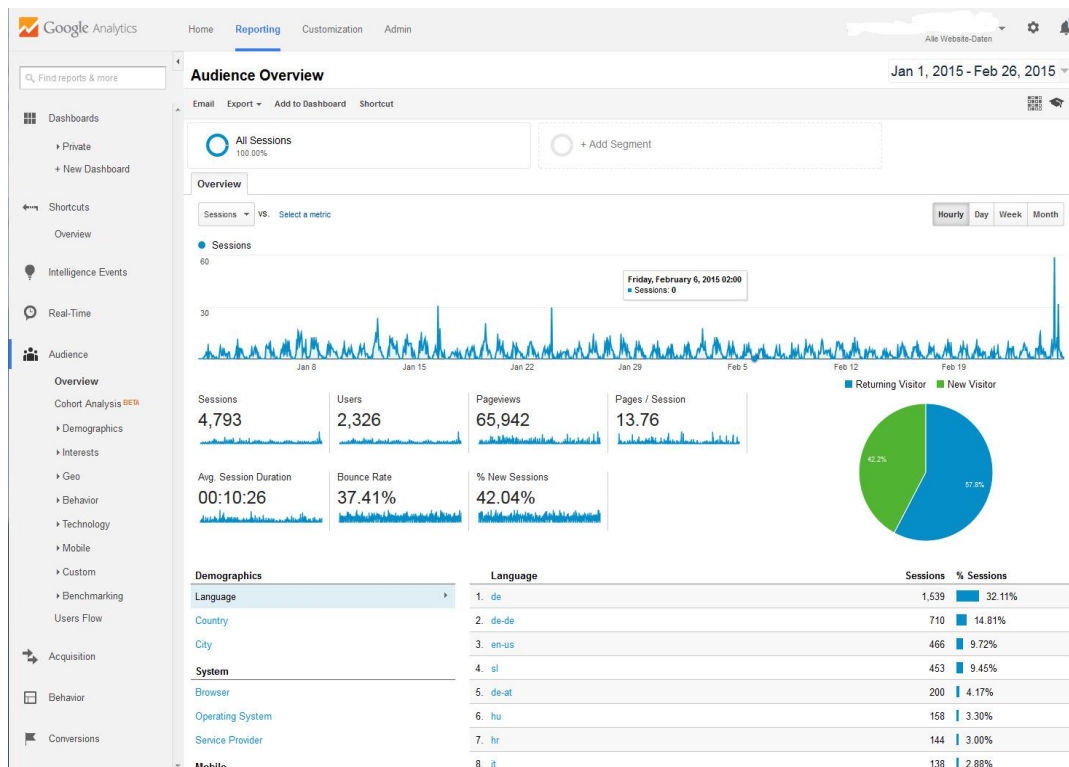 Google Analytics
Home Reporting Customization Admin
Alle Website-Daten
Find reports & more
Audience Overview
Jan 1, 2015 - Feb 26, 2015
Email Export Add to Dashboard Shortcut
Dashboards
Private
+ New Dashboard
Shortcuts
Overview
Intelligence Events
Real-Time
Audience
Overview
Cohort Analysis BETA
Demographics
Interests
Geo
Behavior
Technology
Mobile
Custom
Benchmarking
Users Flow
Acquisition
Behavior
Conversions
All Sessions
100.00%
+ Add Segment
Overview
Sessions VS. Select a metric
Hourly Day Week Month
Sessions
60
30
Friday, February 6, 2015 02:00
Sessions: 0
Jan 8 Jan 15 Jan 22 Jan 29 Feb 5 Feb 12 Feb 19
Returning Visitor New Visitor
42.2%
57.8%
Sessions Users Pageviews Pages / Session
4,793 2,326 65,942 13.76
Avg. Session Duration Bounce Rate % New Sessions
00:10:26 37.41% 42.04%
Demographics
Language
Country
City
System
Browser
Operating System
Service Provider
Mobile
Language Sessions % Sessions
1. de 1,539 32.11%
2. de-de 710 14.81%
3. en-us 466 9.72%
4. sl 453 9.45%
5. de-at 200 4.17%
6. hu 158 3.30%
7. hr 144 3.00%
8. it 138 2.88%